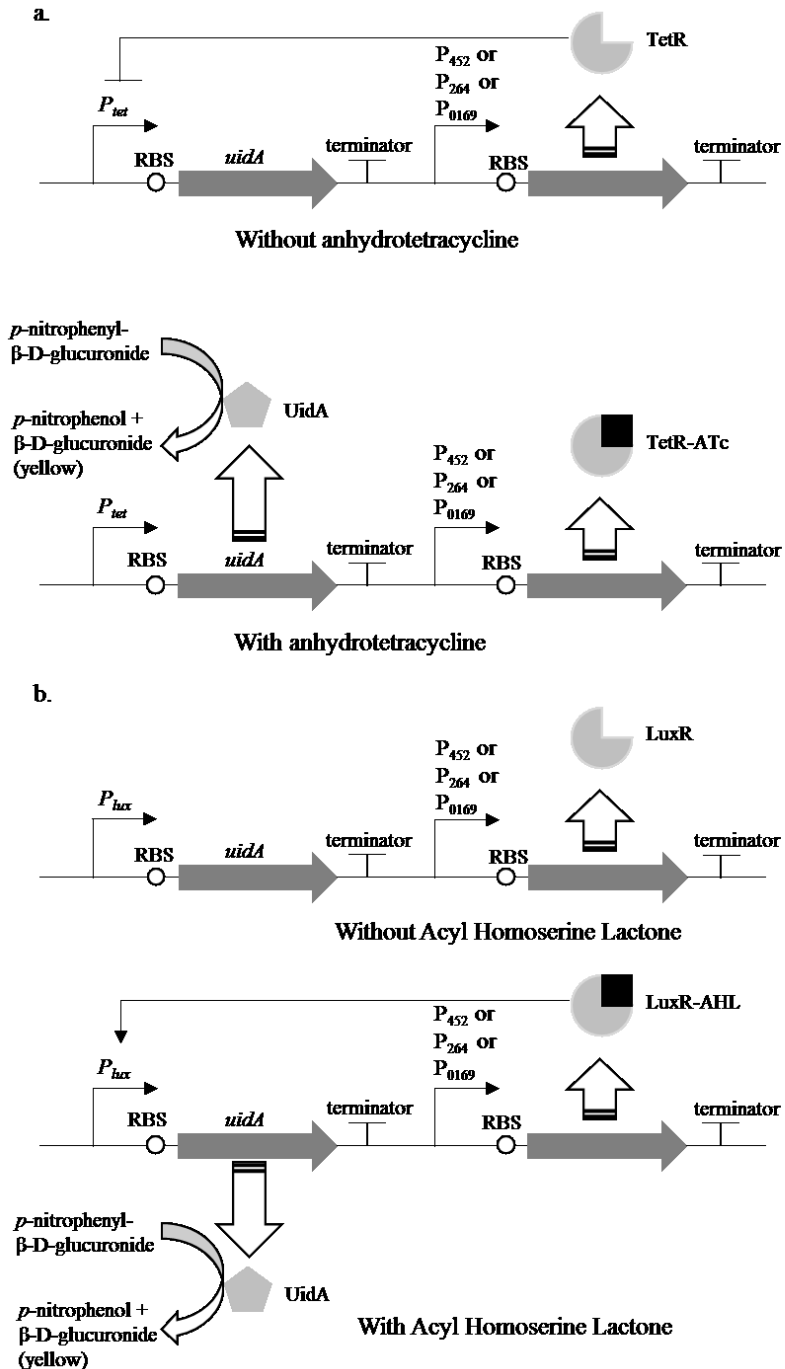 a.
TetR
P452 or
P264 or
P0169
Ptet
RBS
uidA
terminator
RBS
terminator
Without anhydrotetracycline
p-nitrophenyl-
β-D-glucuronide
UidA
p-nitrophenol +
β-D-glucuronide
(yellow)
TetR-ATc
P452 or
P264 or
P0169
Ptet
RBS
uidA
terminator
RBS
terminator
With anhydrotetracycline
b.
LuxR
P452 or
P264 or
P0169
Plux
RBS
uidA
terminator
RBS
terminator
Without Acyl Homoserine Lactone
LuxR-AHL
P452 or
P264 or
P0169
Plux
RBS
uidA
terminator
RBS
terminator
p-nitrophenyl-
β-D-glucuronide
UidA
p-nitrophenol +
β-D-glucuronide
(yellow)
With Acyl Homoserine Lactone